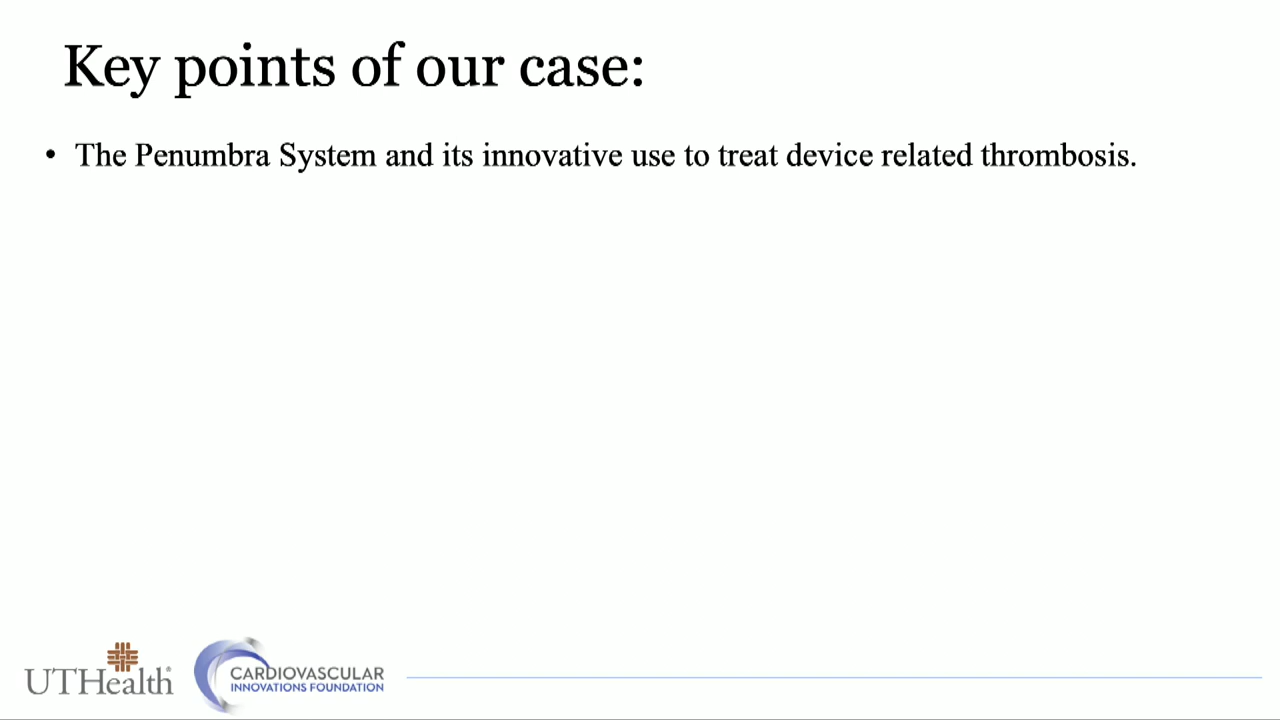 Key points of our case:
• The Penumbra System and its innovative use to treat device related thrombosis.
UTHealth®
CARDIOVASCULAR
INNOVATIONS FOUNDATION